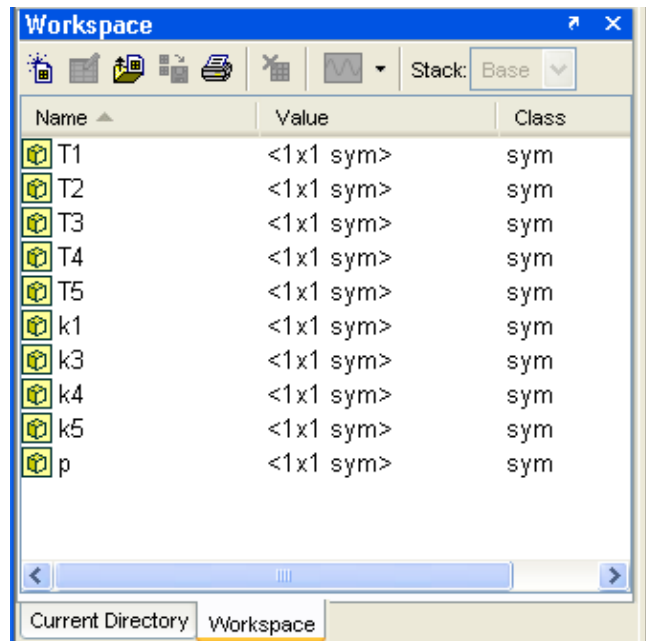 Workspace
Stack: Base
Name Value Class
T1 <1x1 sym> sym
T2 <1x1 sym> sym
T3 <1x1 sym> sym
T4 <1x1 sym> sym
T5 <1x1 sym> sym
k1 <1x1 sym> sym
k3 <1x1 sym> sym
k4 <1x1 sym> sym
k5 <1x1 sym> sym
p <1x1 sym> sym
Current Directory Workspace